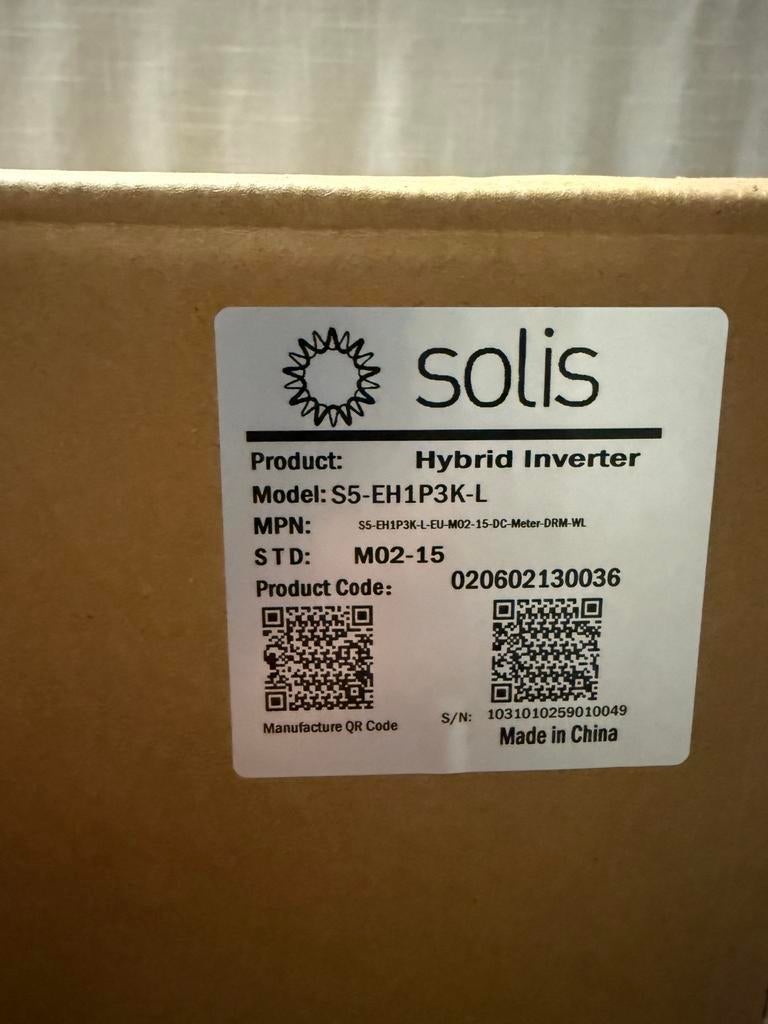 solis
Product: Hybrid Inverter
Model: S5-EH1P3K-L
MPN: S5-EH1P3K-L-EU-M02-15-DC-Meter-DRM-WL
STD: M02-15
Product Code: 020602130036
Manufacture QR Code
S/N: 1031010259010049
Made in China